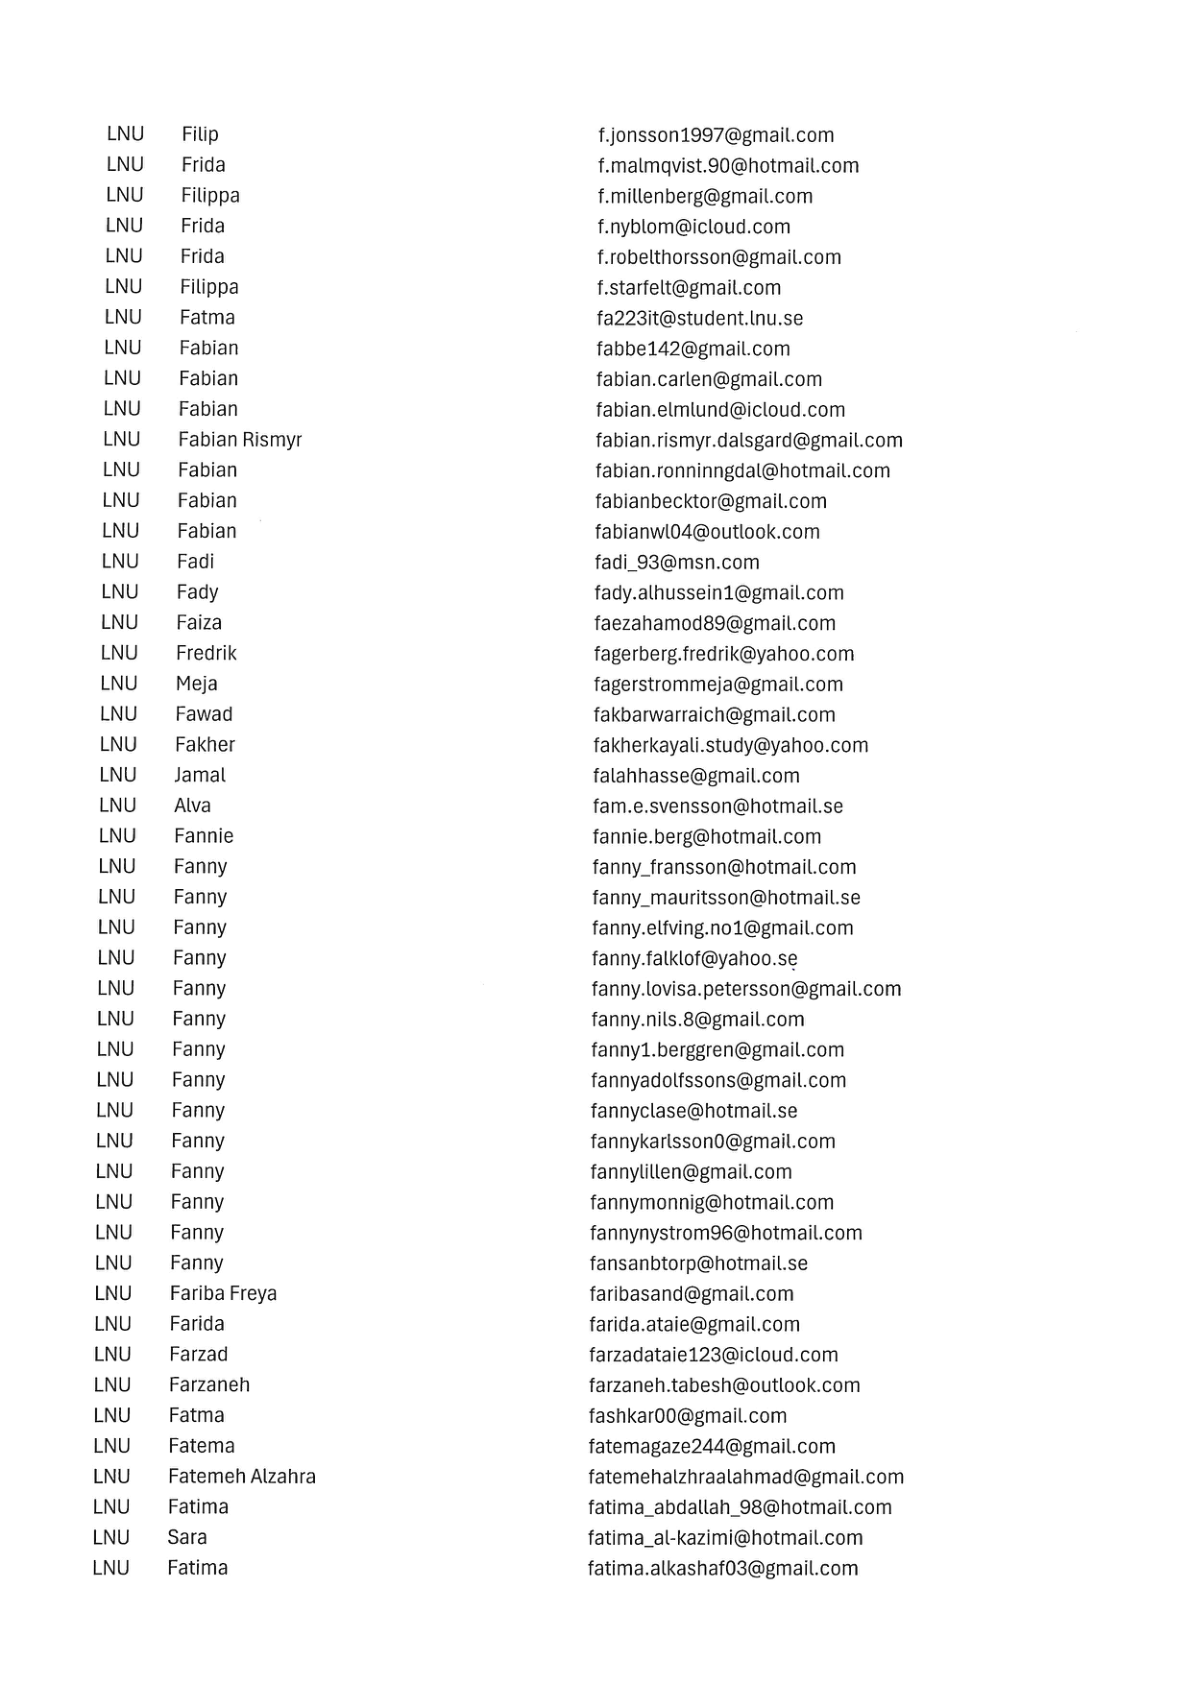 LNU Filip f.jonsson1997@gmail.com
LNU Frida f.malmqvist.90@hotmail.com
LNU Filippa f.millenberg@gmail.com
LNU Frida f.nyblom@icloud.com
LNU Frida f.robelthorsson@gmail.com
LNU Filippa f.starfelt@gmail.com
LNU Fatma fa223it@student.lnu.se
LNU Fabian fabbe142@gmail.com
LNU Fabian fabian.carlen@gmail.com
LNU Fabian fabian.elmlund@icloud.com
LNU Fabian Rismyr fabian.rismyr.dalsgard@gmail.com
LNU Fabian fabian.ronninngdal@hotmail.com
LNU Fabian fabianbecktor@gmail.com
LNU Fabian fabianwl04@outlook.com
LNU Fadi fadi_93@msn.com
LNU Fady fady.alhussein1@gmail.com
LNU Faiza faezahamod89@gmail.com
LNU Fredrik fagerberg.fredrik@yahoo.com
LNU Meja fagerstrommeja@gmail.com
LNU Fawad fakbarwarraich@gmail.com
LNU Fakher fakherkayali.study@yahoo.com
LNU Jamal falahhasse@gmail.com
LNU Alva fam.e.svensson@hotmail.se
LNU Fannie fannie.berg@hotmail.com
LNU Fanny fanny_fransson@hotmail.com
LNU Fanny fanny_mauritsson@hotmail.se
LNU Fanny fanny.elfving.no1@gmail.com
LNU Fanny fanny.falklof@yahoo.se
LNU Fanny fanny.lovisa.petersson@gmail.com
LNU Fanny fanny.nils.8@gmail.com
LNU Fanny fanny1.berggren@gmail.com
LNU Fanny fannyadolfssons@gmail.com
LNU Fanny fannyclase@hotmail.se
LNU Fanny fannykarlsson0@gmail.com
LNU Fanny fannylillen@gmail.com
LNU Fanny fannymonnig@hotmail.com
LNU Fanny fannynystrom96@hotmail.com
LNU Fanny fansanbtorp@hotmail.se
LNU Fariba Freya faribasand@gmail.com
LNU Farida farida.ataie@gmail.com
LNU Farzad farzadataie123@icloud.com
LNU Farzaneh farzaneh.tabesh@outlook.com
LNU Fatma fashkar00@gmail.com
LNU Fatema fatemagaze244@gmail.com
LNU Fatemeh Alzahra fatemehalzhraalahmad@gmail.com
LNU Fatima fatima_abdallah_98@hotmail.com
LNU Sara fatima_al-kazimi@hotmail.com
LNU Fatima fatima.alkashaf03@gmail.com